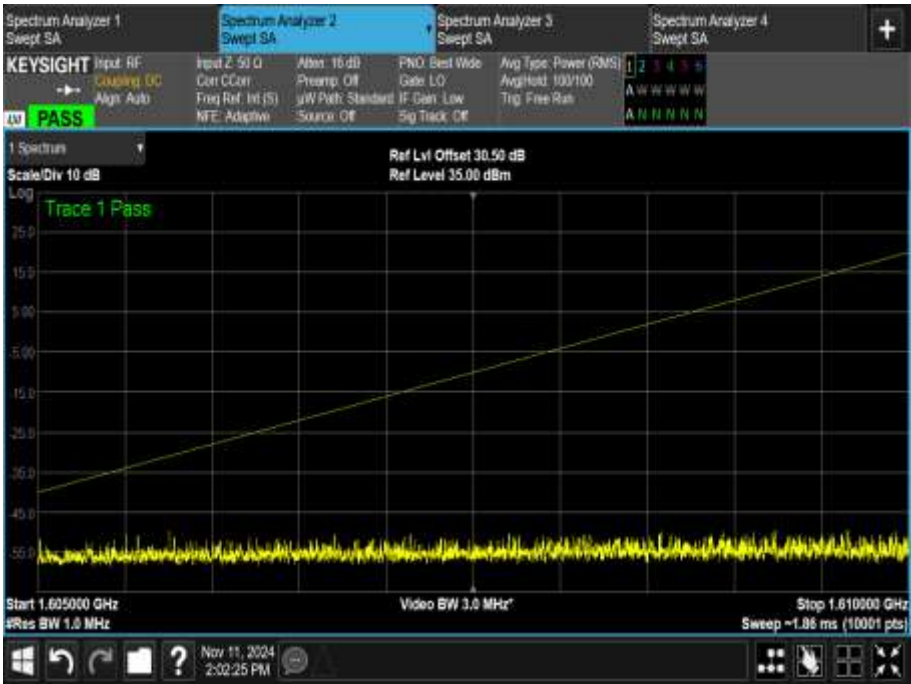 Spectrum Analyzer 1
Swept SA
Spectrum Analyzer 2
Swept SA
Spectrum Analyzer 3
Swept SA
Spectrum Analyzer 4
Swept SA
+
KEYSIGHT
Input: RF
Coupling: DC
Align: Auto
LXI
PASS
Input Z: 50 Ω
Corr CCorr
Freq Ref: Int (S)
NFE: Adaptive
Atten: 16 dB
Preamp: Off
µW Path: Standard
Source: Off
PNO: Best Wide
Gate: LO
IF Gain: Low
Sig Track: Off
Avg Type: Power (RMS)
Avg|Hold: 100/100
Trig: Free Run
1 2 3 4 5 6
A W W W W W
A N N N N N
1 Spectrum
Scale/Div 10 dB
Ref Lvl Offset 30.50 dB
Ref Level 35.00 dBm
Log
Trace 1 Pass
25.0
15.0
5.00
-5.00
-15.0
-25.0
-35.0
-45.0
-55.0
Start 1.605000 GHz
#Res BW 1.0 MHz
Video BW 3.0 MHz*
Stop 1.610000 GHz
Sweep ~1.86 ms (10001 pts)
?
Nov 11, 2024
2:02:25 PM